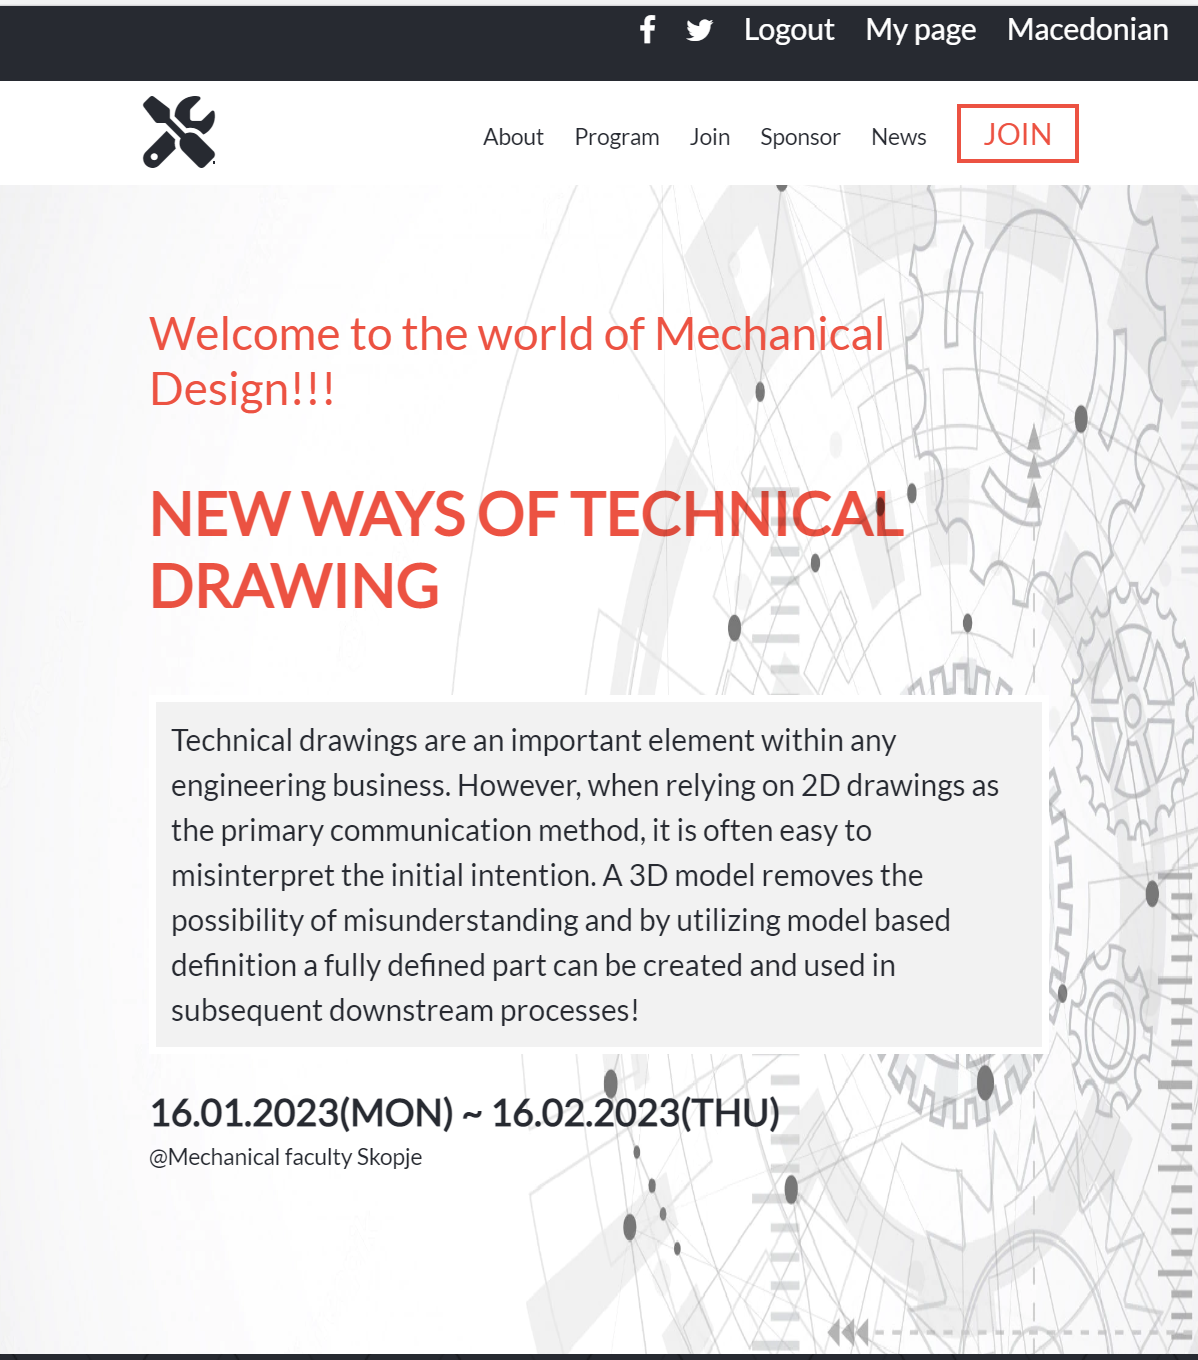 Logout My page Macedonian
About Program Join Sponsor News JOIN
Welcome to the world of Mechanical
Design!!!
NEW WAYS OF TECHNICAL
DRAWING
Technical drawings are an important element within any
engineering business. However, when relying on 2D drawings as
the primary communication method, it is often easy to
misinterpret the initial intention. A 3D model removes the
possibility of misunderstanding and by utilizing model based
definition a fully defined part can be created and used in
subsequent downstream processes!
16.01.2023(MON) ~ 16.02.2023(THU)
@Mechanical faculty Skopje